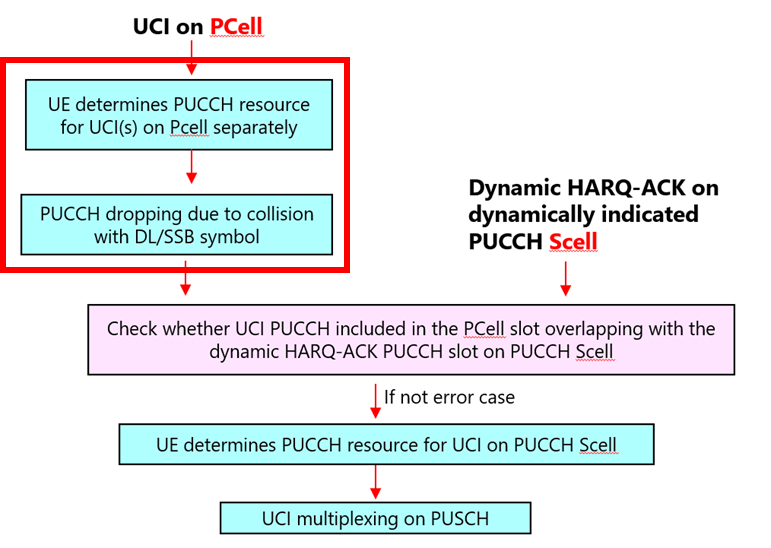 UCI on PCell
UE determines PUCCH resource
for UCI(s) on Pcell separately
PUCCH dropping due to collision
with DL/SSB symbol
Dynamic HARQ-ACK on
dynamically indicated
PUCCH Scell
Check whether UCI PUCCH included in the PCell slot overlapping with the
dynamic HARQ-ACK PUCCH slot on PUCCH Scell
If not error case
UE determines PUCCH resource for UCI on PUCCH Scell
UCI multiplexing on PUSCH